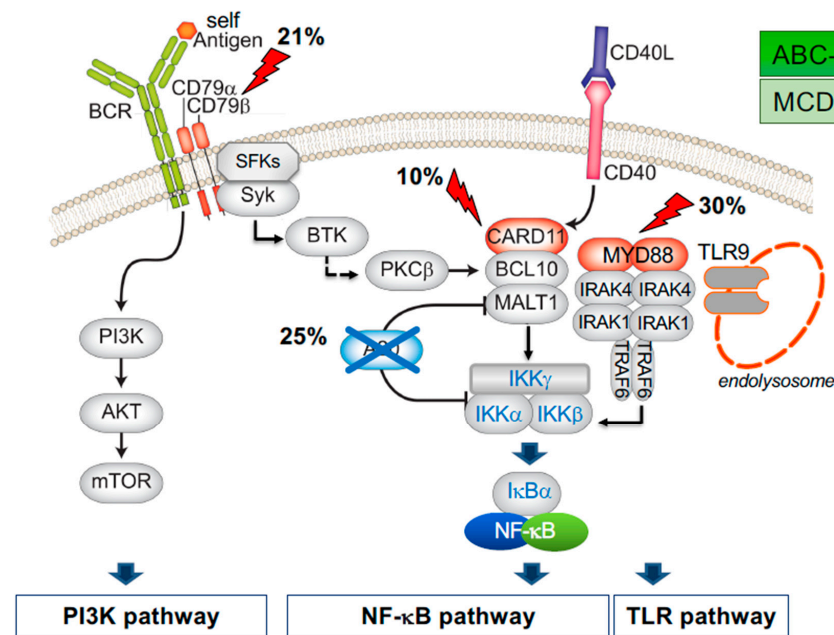 self
Antigen
21%
CD79α
CD79β
BCR
CD40L
ABC-
MCD
SFKs
Syk
CD40
10%
30%
BTK
CARD11
MYD88
TLR9
PKCβ
BCL10
IRAK4
IRAK4
MALT1
IRAK1
IRAK1
25%
PI3K
TRAF6
TRAF6
IKKγ
endolysosome
AKT
IKKα
IKKβ
mTOR
IκBα
NF-κB
PI3K pathway
NF-κB pathway
TLR pathway